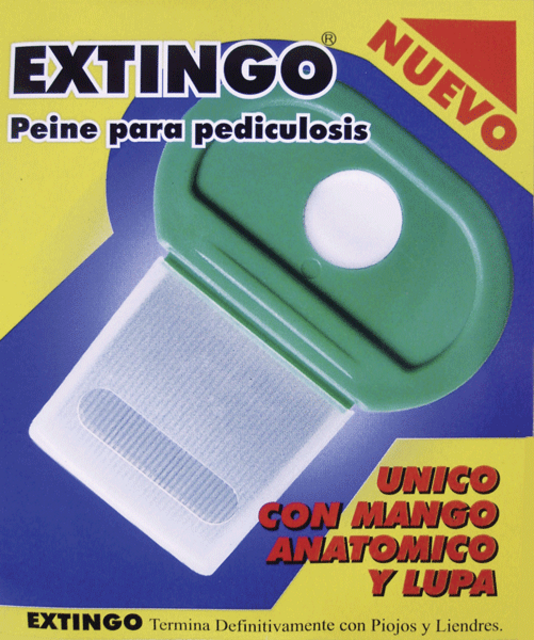 EXTINGO®
NUEVO
Peine para pediculosis
UNICO
CON MANGO
ANATOMICO
Y LUPA
EXTINGO Termina Definitivamente con Piojos y Liendres.